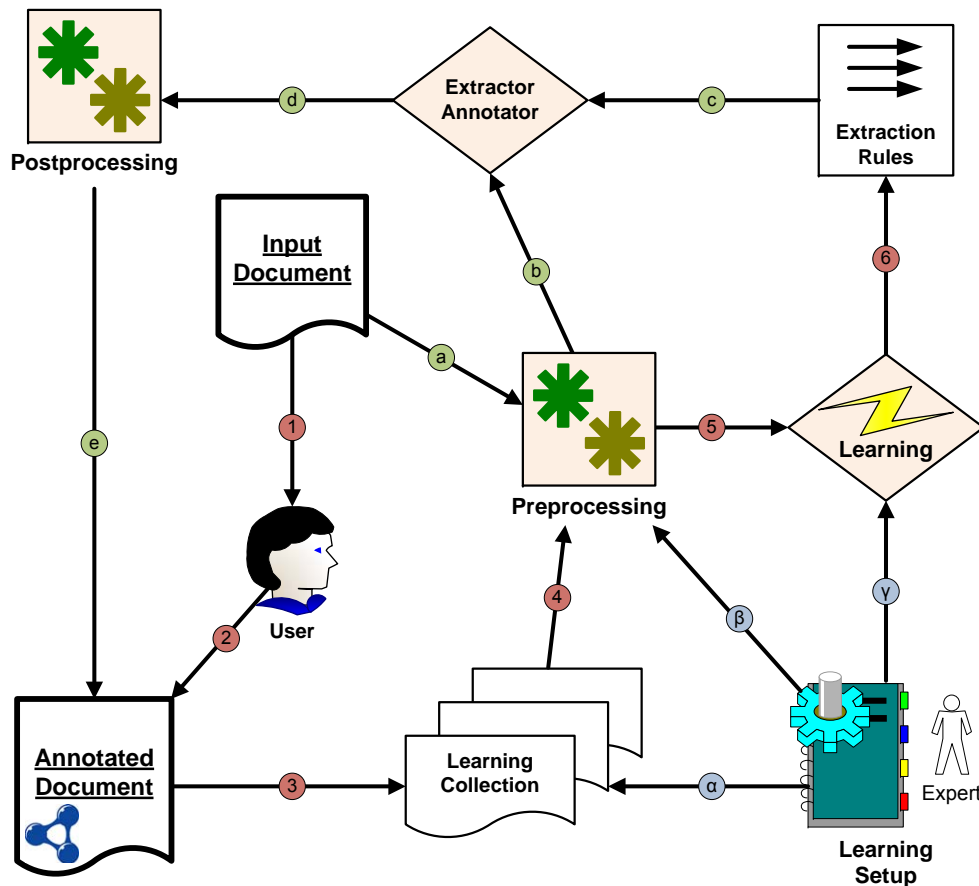 Extractor
Annotator
d
c
Extraction
Rules
Postprocessing
Input
Document
b
6
a
1
5
Learning
e
Preprocessing
4
γ
2
User
β
Annotated
Document
3
Learning
Collection
α
Expert
Learning
Setup